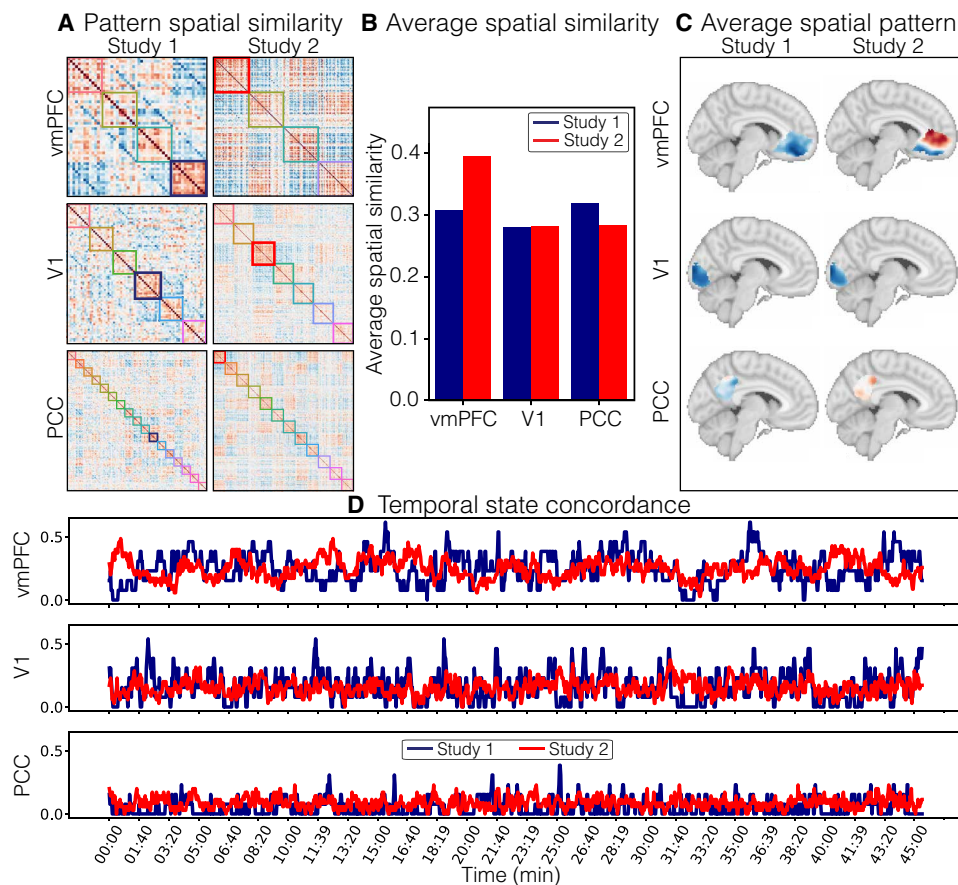 A Pattern spatial similarity
Study 1 Study 2
vmPFC
V1
PCC
B Average spatial similarity
Average spatial similarity
0.4
0.3
0.2
0.1
0.0
Study 1
Study 2
vmPFC V1 PCC
C Average spatial pattern
Study 1 Study 2
vmPFC
V1
PCC
D Temporal state concordance
vmPFC
0.5
0.0
V1
0.5
0.0
PCC
0.5
0.0
Study 1 Study 2
00:00 01:40 03:20 05:00 06:40 08:20 10:00 11:39 13:20 15:00 16:40 18:19 20:00 21:40 23:19 25:00 26:40 28:19 30:00 31:40 33:20 35:00 36:39 38:19 40:00 41:39 43:20 45:00
Time (min)